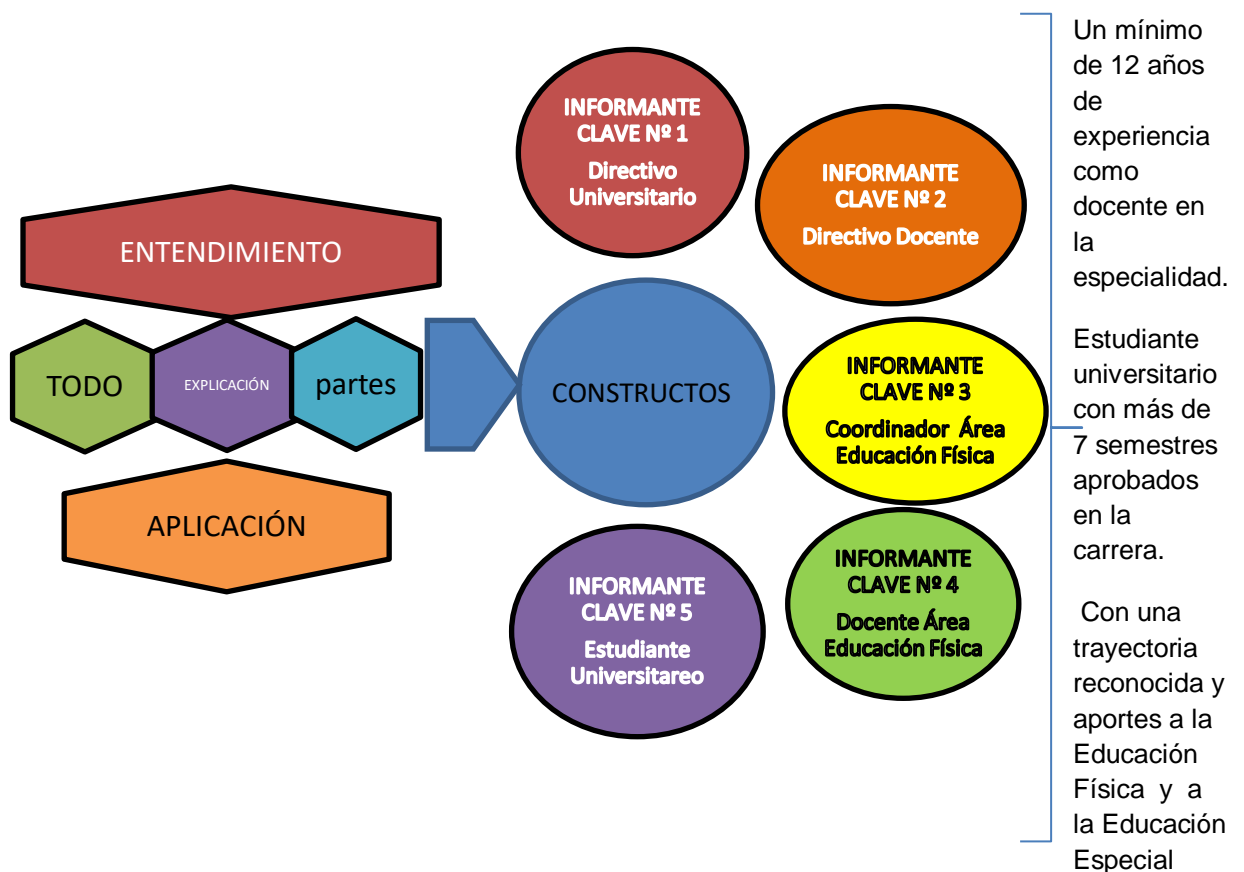 ENTENDIMIENTO
TODO
EXPLICACIÓN
partes
APLICACIÓN
CONSTRUCTOS
INFORMANTE
CLAVE Nº 1
Directivo
Universitario
INFORMANTE
CLAVE Nº 2
Directivo Docente
INFORMANTE
CLAVE Nº 3
Coordinador Área
Educación Física
INFORMANTE
CLAVE Nº 4
Docente Área
Educación Física
INFORMANTE
CLAVE Nº 5
Estudiante
Universitareo
Un mínimo
de 12 años
de
experiencia
como
docente en
la
especialidad.
Estudiante
universitario
con más de
7 semestres
aprobados
en la
carrera.
Con una
trayectoria
reconocida y
aportes a la
Educación
Física y a
la Educación
Especial